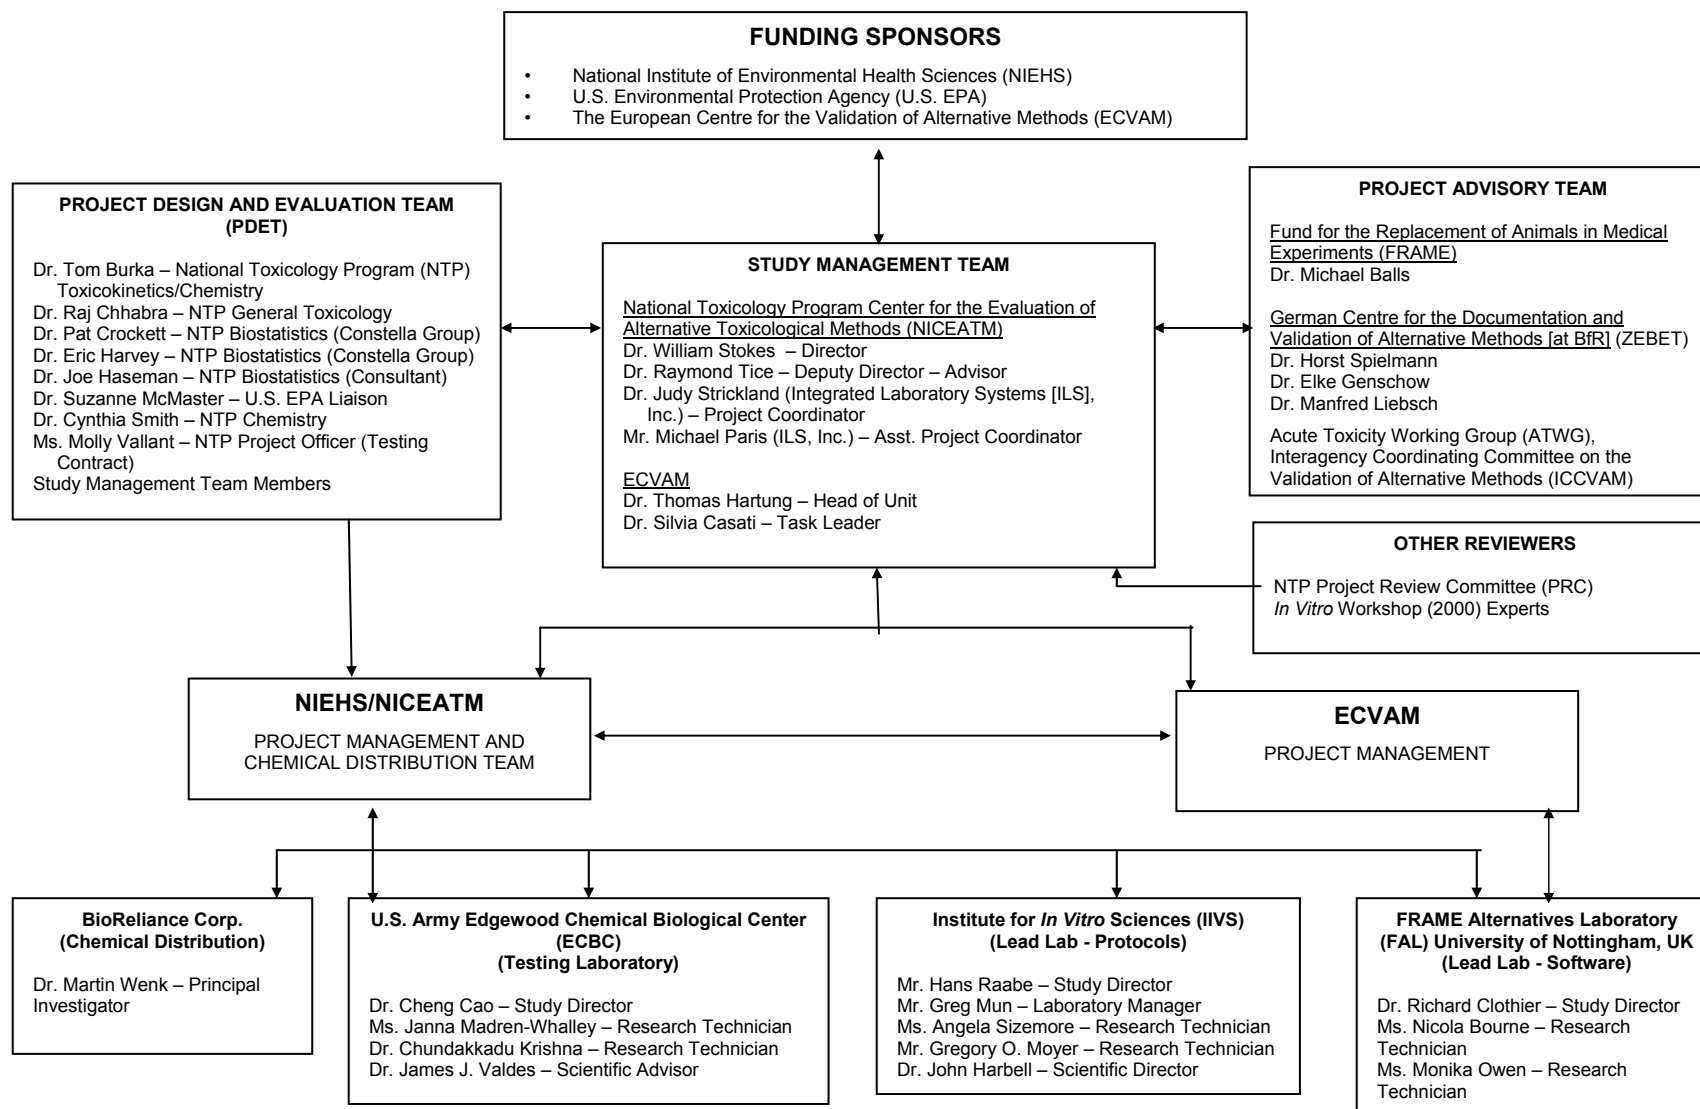 FUNDING SPONSORS
• National Institute of Environmental Health Sciences (NIEHS)
• U.S. Environmental Protection Agency (U.S. EPA)
• The European Centre for the Validation of Alternative Methods (ECVAM)
PROJECT DESIGN AND EVALUATION TEAM
(PDET)
Dr. Tom Burka – National Toxicology Program (NTP)
Toxicokinetics/Chemistry
Dr. Raj Chhabra – NTP General Toxicology
Dr. Pat Crockett – NTP Biostatistics (Constella Group)
Dr. Eric Harvey – NTP Biostatistics (Constella Group)
Dr. Joe Haseman – NTP Biostatistics (Consultant)
Dr. Suzanne McMaster – U.S. EPA Liaison
Dr. Cynthia Smith – NTP Chemistry
Ms. Molly Vallant – NTP Project Officer (Testing
Contract)
Study Management Team Members
STUDY MANAGEMENT TEAM
National Toxicology Program Center for the Evaluation of
Alternative Toxicological Methods (NICEATM)
Dr. William Stokes – Director
Dr. Raymond Tice – Deputy Director – Advisor
Dr. Judy Strickland (Integrated Laboratory Systems [ILS],
Inc.) – Project Coordinator
Mr. Michael Paris (ILS, Inc.) – Asst. Project Coordinator
ECVAM
Dr. Thomas Hartung – Head of Unit
Dr. Silvia Casati – Task Leader
PROJECT ADVISORY TEAM
Fund for the Replacement of Animals in Medical
Experiments (FRAME)
Dr. Michael Balls
German Centre for the Documentation and
Validation of Alternative Methods [at BfR] (ZEBET)
Dr. Horst Spielmann
Dr. Elke Genschow
Dr. Manfred Liebsch
Acute Toxicity Working Group (ATWG),
Interagency Coordinating Committee on the
Validation of Alternative Methods (ICCVAM)
OTHER REVIEWERS
NTP Project Review Committee (PRC)
In Vitro Workshop (2000) Experts
NIEHS/NICEATM
PROJECT MANAGEMENT AND
CHEMICAL DISTRIBUTION TEAM
ECVAM
PROJECT MANAGEMENT
BioReliance Corp.
(Chemical Distribution)
Dr. Martin Wenk – Principal
Investigator
U.S. Army Edgewood Chemical Biological Center
(ECBC)
(Testing Laboratory)
Dr. Cheng Cao – Study Director
Ms. Janna Madren-Whalley – Research Technician
Dr. Chundakkadu Krishna – Research Technician
Dr. James J. Valdes – Scientific Advisor
Institute for In Vitro Sciences (IIVS)
(Lead Lab - Protocols)
Mr. Hans Raabe – Study Director
Mr. Greg Mun – Laboratory Manager
Ms. Angela Sizemore – Research Technician
Mr. Gregory O. Moyer – Research Technician
Dr. John Harbell – Scientific Director
FRAME Alternatives Laboratory
(FAL) University of Nottingham, UK
(Lead Lab - Software)
Dr. Richard Clothier – Study Director
Ms. Nicola Bourne – Research
Technician
Ms. Monika Owen – Research
Technician